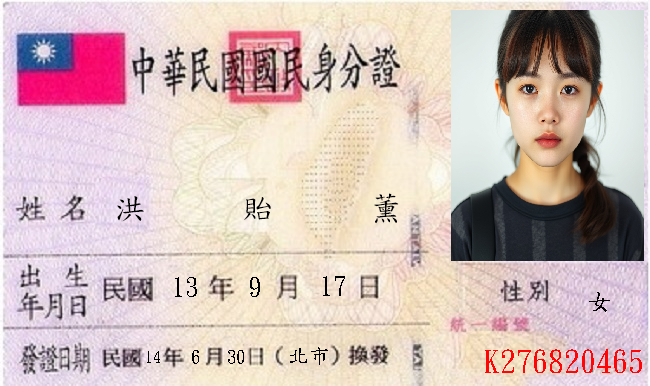 中華民國國民身分證
姓名 洪貽薰
出生年月日 民國 13 年 9 月 17 日
性別 女
統一編號
K276820465
發證日期 民國14年 6月30日(北市)換發